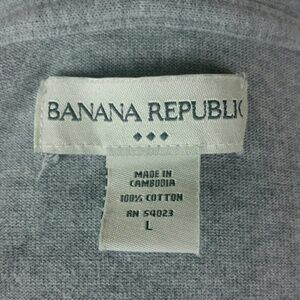 BANANA REPUBLIC
MADE IN
CAMBODIA
100% COTTON
RN 54023
L